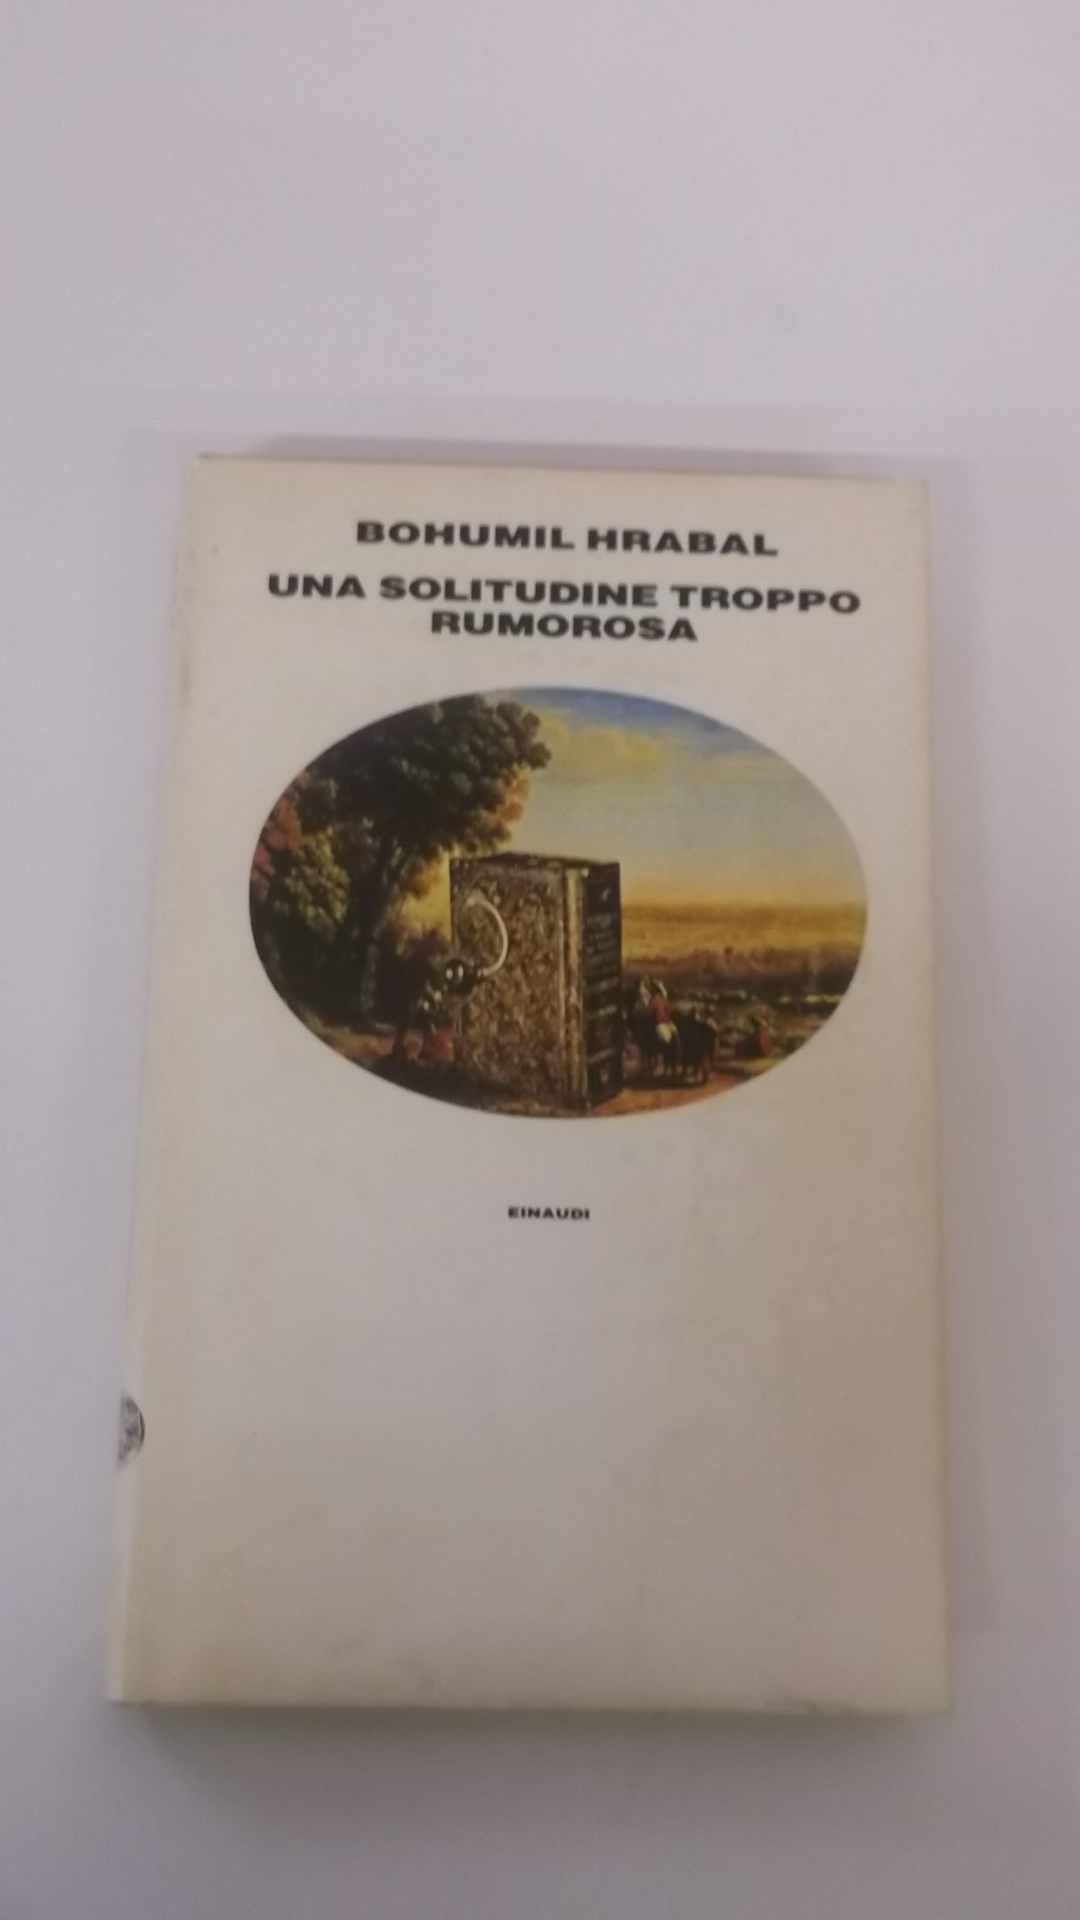 BOHUMIL HRABAL
UNA SOLITUDINE TROPPO
RUMOROSA
EINAUDI